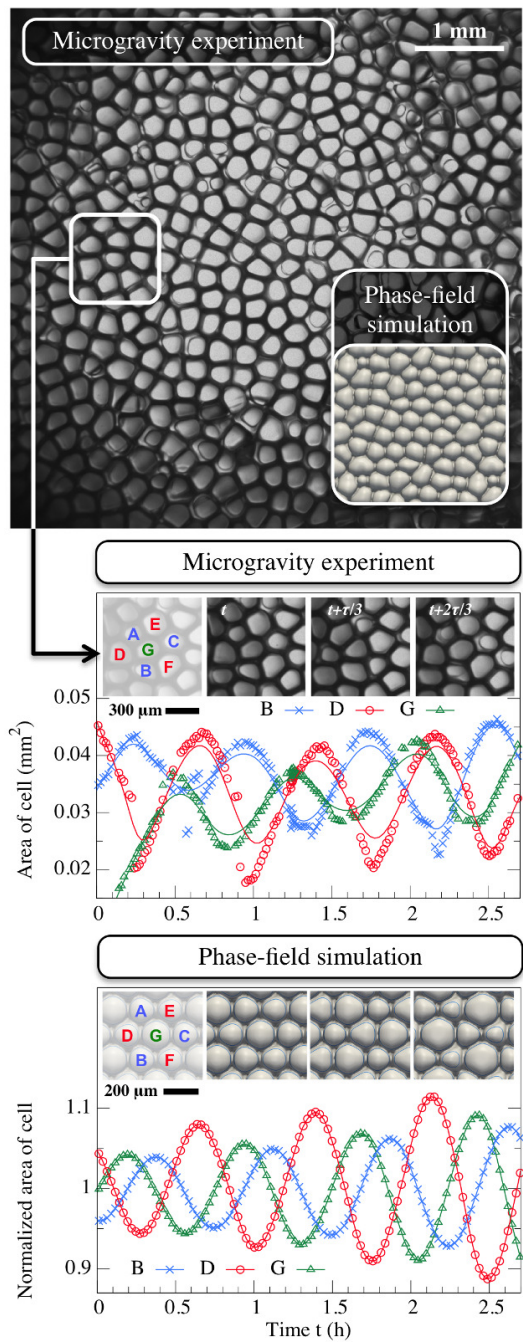 Microgravity experiment
1 mm
Phase-field
simulation
Microgravity experiment
t
t+τ/3
t+2τ/3
A
E
C
D
G
B
F
300 μm
B
D
G
Area of cell (mm²)
0.05
0.04
0.03
0.02
0
0.5
1
1.5
2
2.5
Phase-field simulation
A
E
D
G
C
B
F
200 μm
Normalized area of cell
1.1
1
0.9
B
D
G
0
0.5
1
1.5
2
2.5
Time t (h)